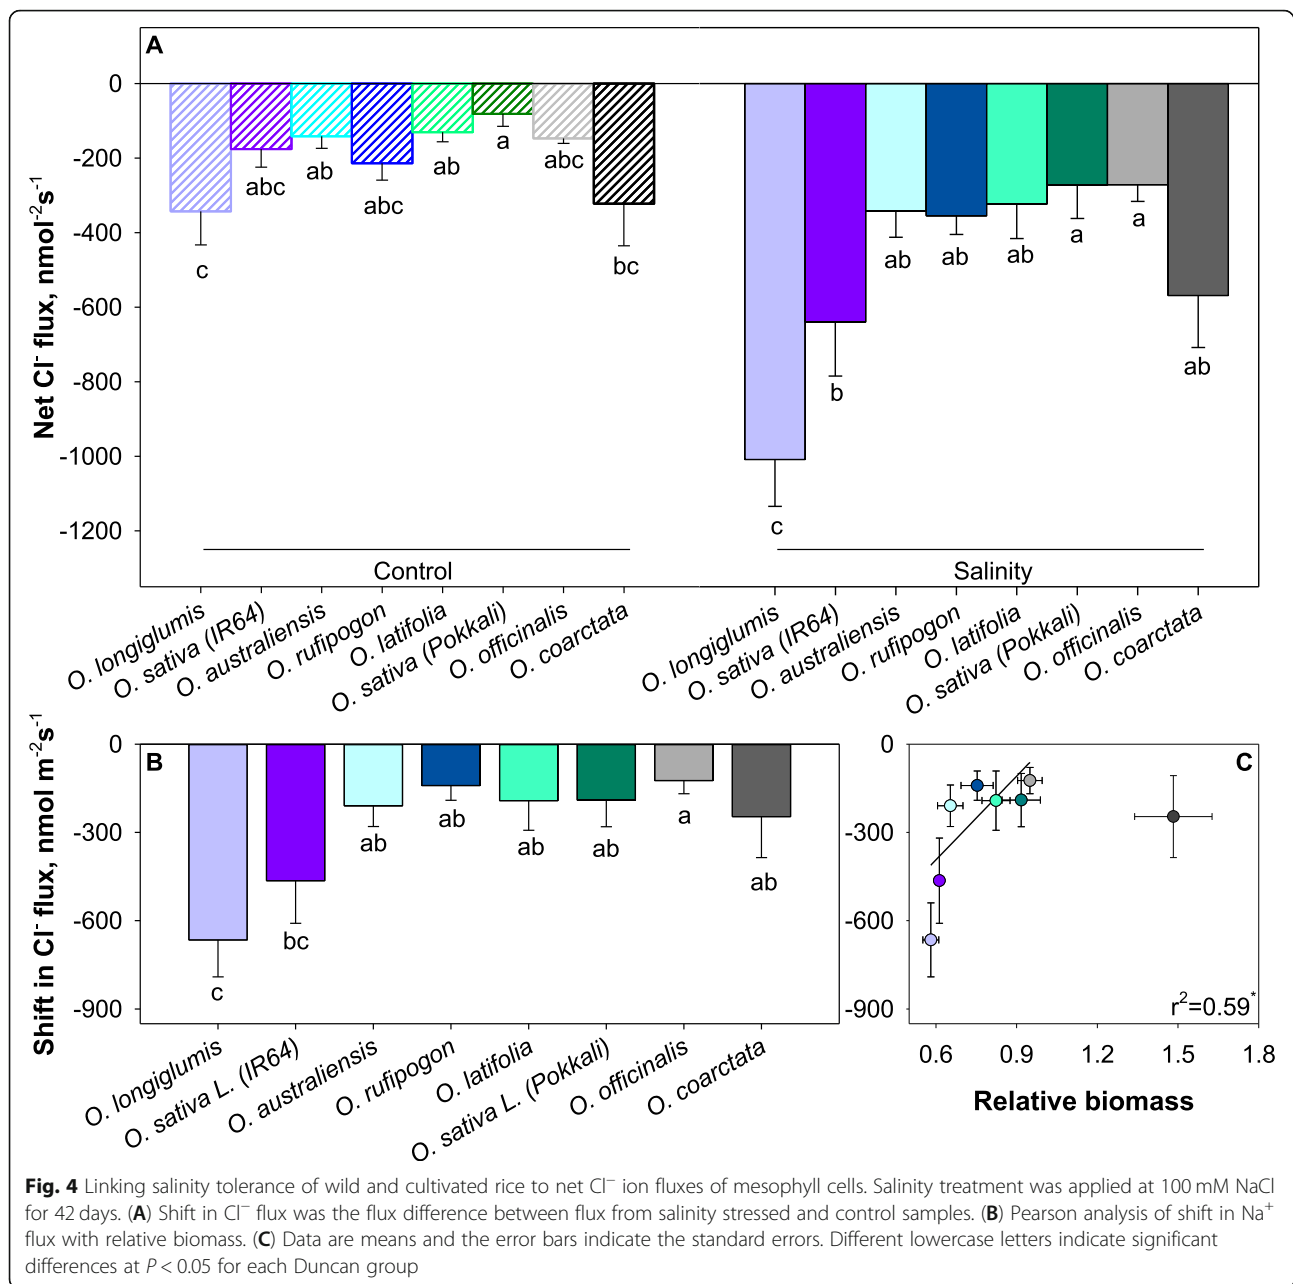 A
0
-200
-400
-600
-800
-1000
-1200
Net Cl⁻ flux, nmol⁻²s⁻¹
c
abc
ab
abc
ab
a
abc
bc
c
b
ab
ab
ab
a
a
ab
Control
Salinity
O. longiglumis
O. sativa (IR64)
O. australiensis
O. rufipogon
O. latifolia
O. sativa (Pokkali)
O. officinalis
O. coarctata
O. longiglumis
O. sativa (IR64)
O. australiensis
O. rufipogon
O. latifolia
O. sativa (Pokkali)
O. officinalis
O. coarctata
B
0
-300
-600
-900
Shift in Cl⁻ flux, nmol m⁻²s⁻¹
c
bc
ab
ab
ab
ab
a
ab
O. longiglumis
O. sativa L. (IR64)
O. australiensis
O. rufipogon
O. latifolia
O. sativa L. (Pokkali)
O. officinalis
O. coarctata
C
0
-300
-600
-900
r²=0.59*
0.6 0.9 1.2 1.5 1.8
Relative biomass
Fig. 4 Linking salinity tolerance of wild and cultivated rice to net Cl⁻ ion fluxes of mesophyll cells. Salinity treatment was applied at 100 mM NaCl
for 42 days. (A) Shift in Cl⁻ flux was the flux difference between flux from salinity stressed and control samples. (B) Pearson analysis of shift in Na⁺
flux with relative biomass. (C) Data are means and the error bars indicate the standard errors. Different lowercase letters indicate significant
differences at P < 0.05 for each Duncan group